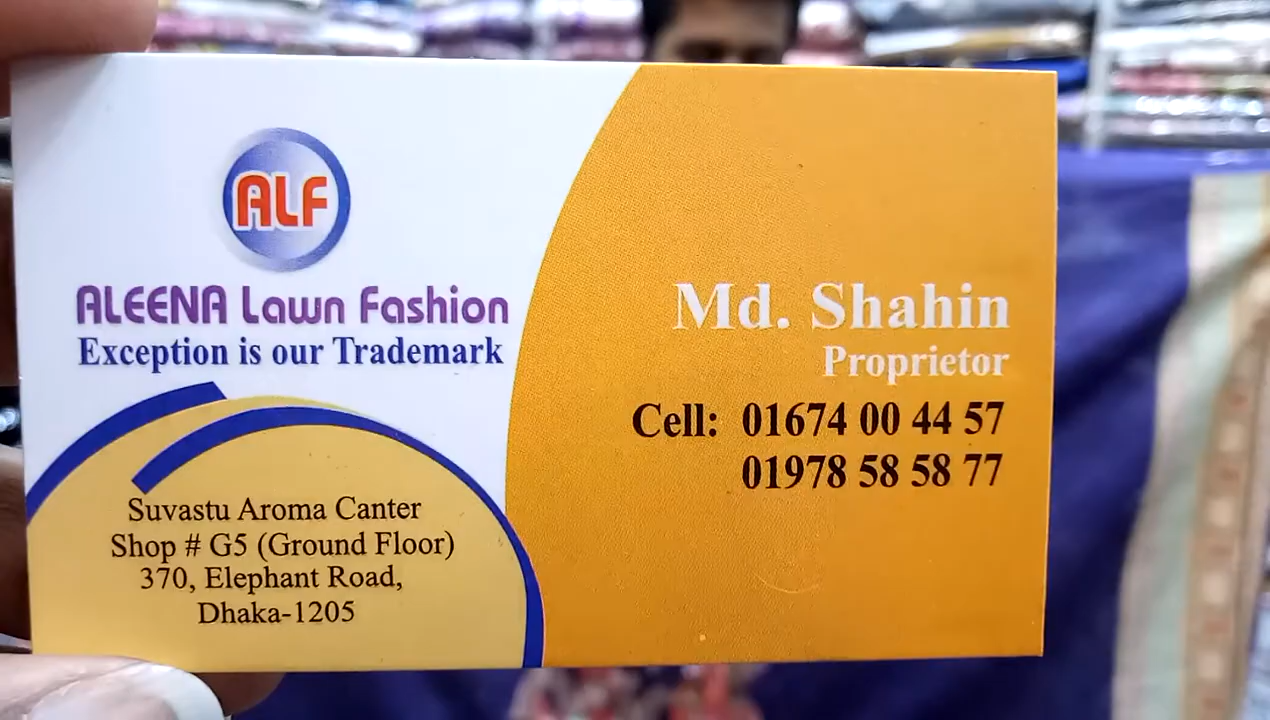 ALF
ALEENA Lawn Fashion
Exception is our Trademark
Suvastu Aroma Canter
Shop # G5 (Ground Floor)
370, Elephant Road,
Dhaka-1205
Md. Shahin
Proprietor
Cell: 01674 00 44 57
01978 58 58 77